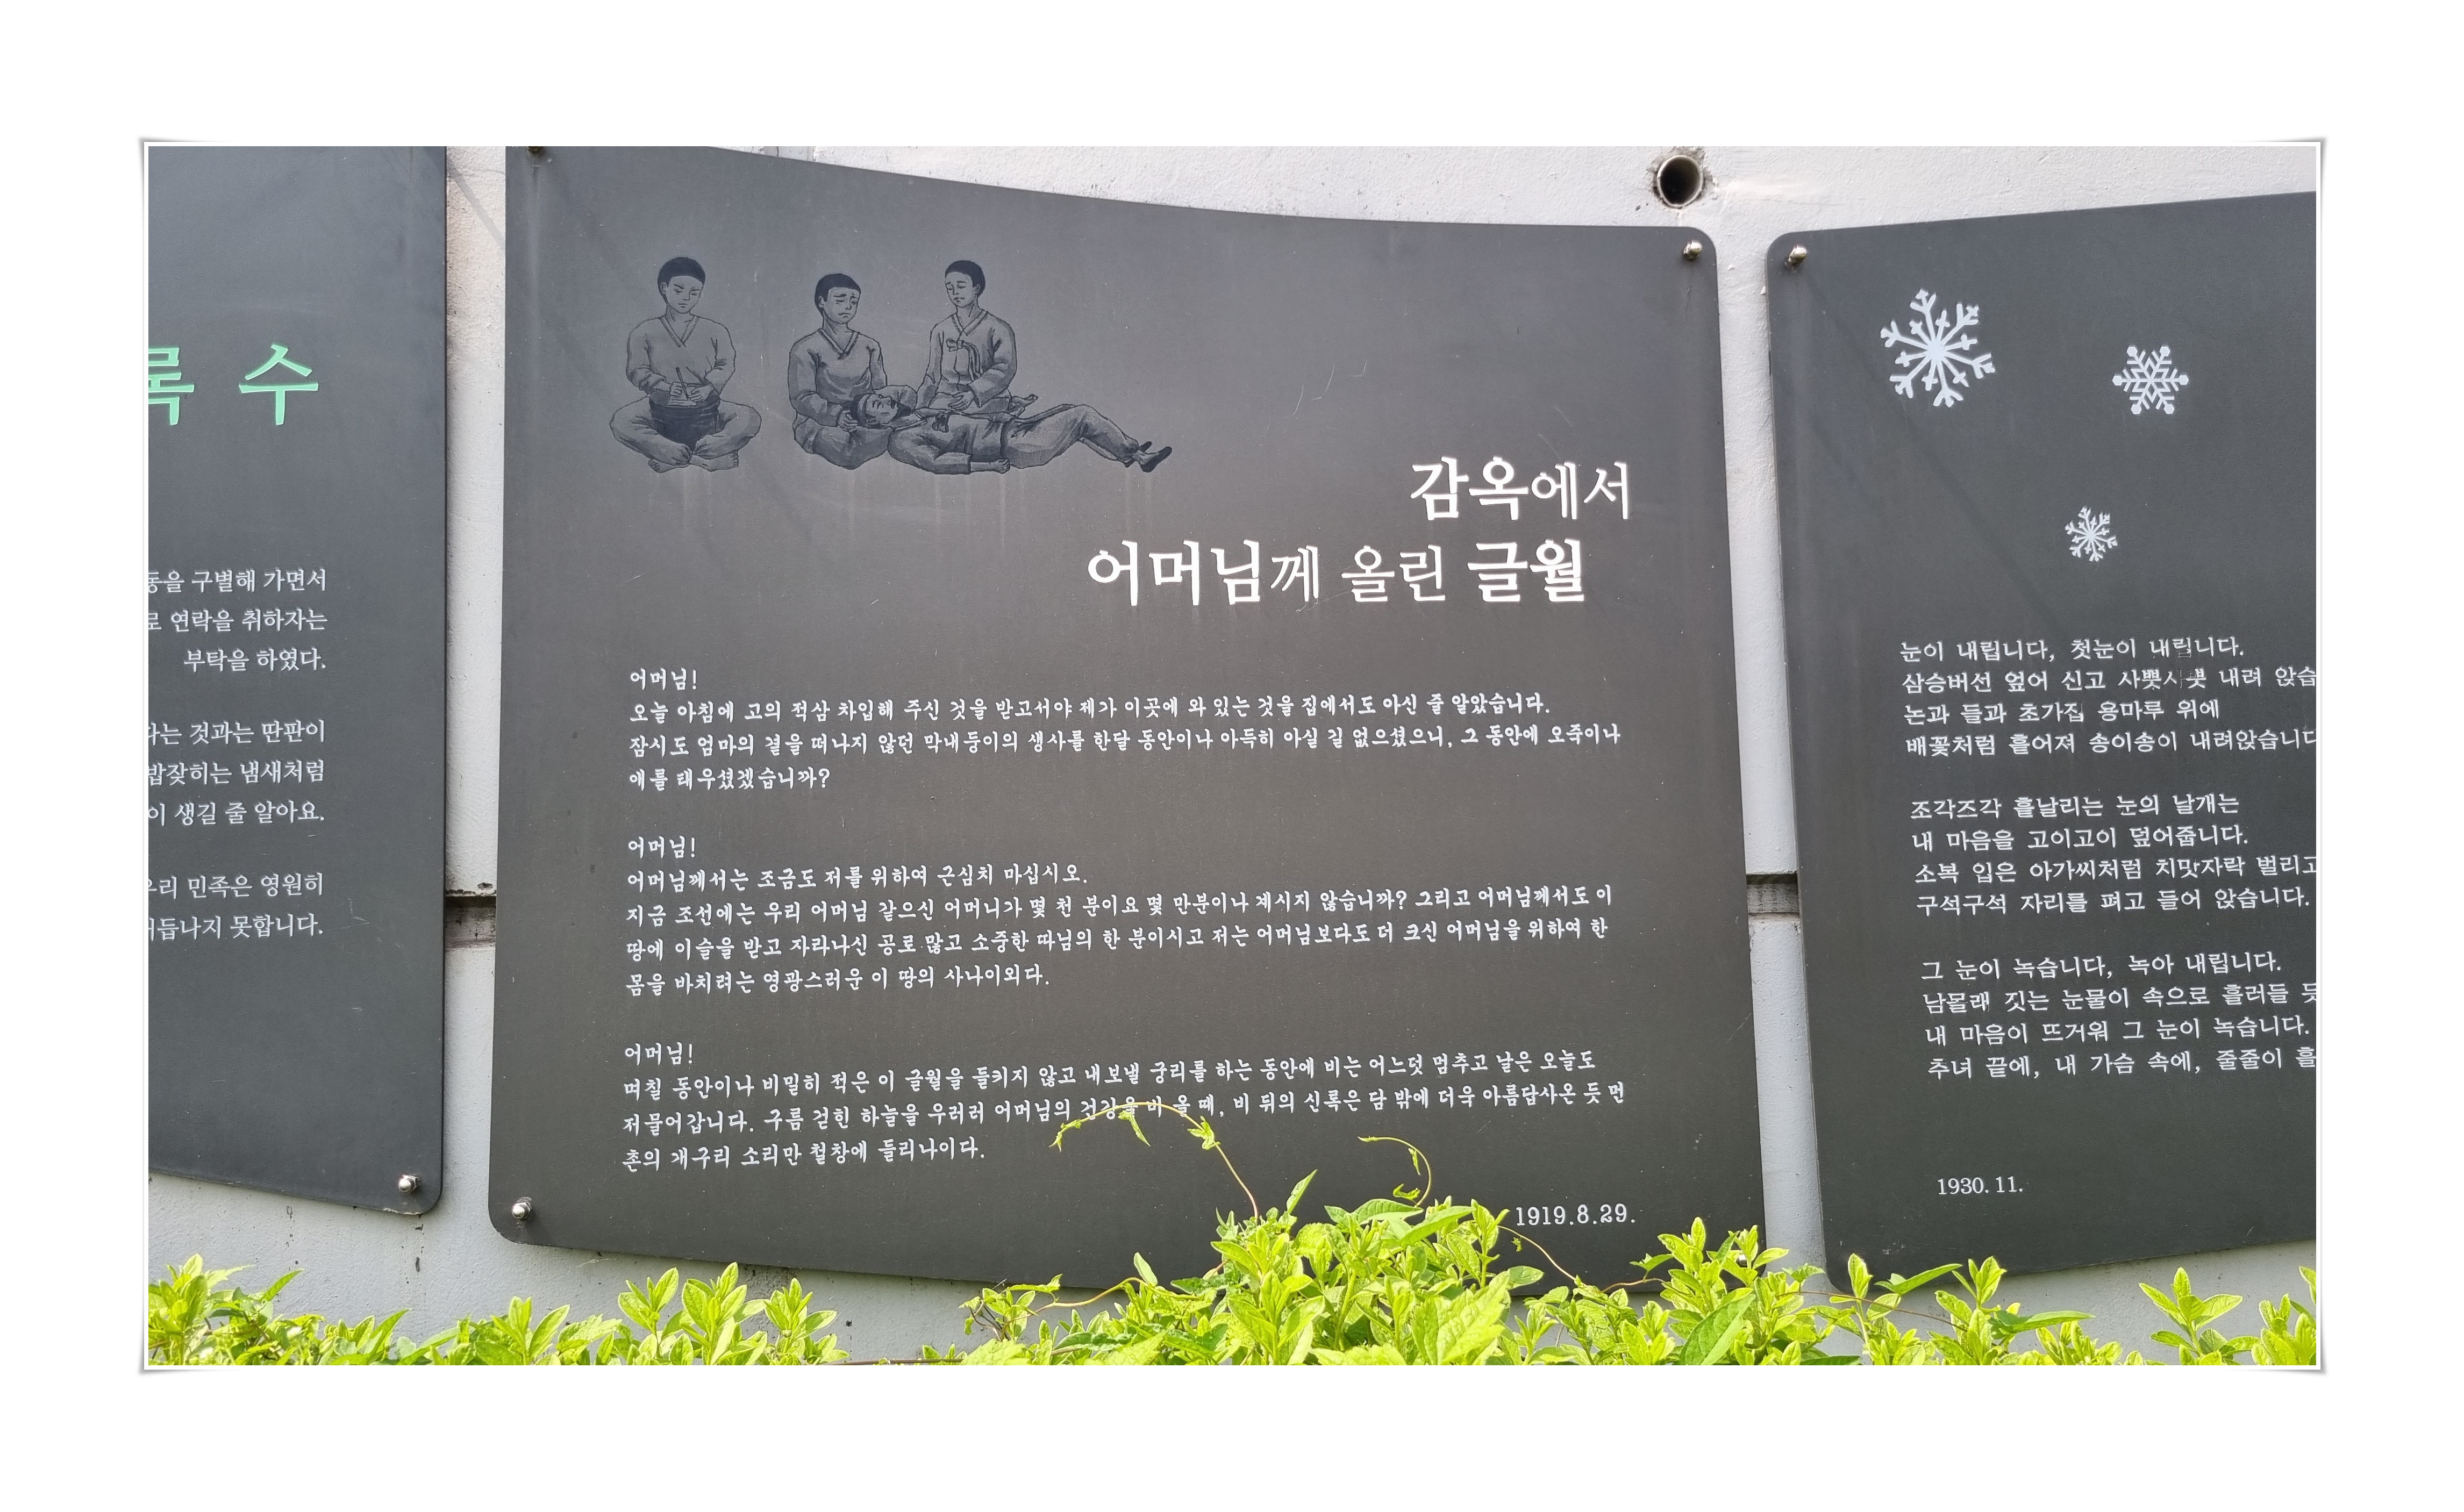 록 수
동을 구별해 가면서
로 연락을 취하자는
부탁을 하였다.
다는 것과는 딴판이
밥잦히는 냄새처럼
이 생길 줄 알아요.
우리 민족은 영원히
어듭나지 못합니다.
감옥에서
어머님께 올린 글월
어머님!
오늘 아침에 고의 적삼 차입해 주신 것을 받고서야 제가 이곳에 와 있는 것을 집에서도 아신 줄 알았습니다.
잠시도 엄마의 곁을 떠나지 않던 막내둥이의 생사를 한달 동안이나 아득히 아실 길 없으셨으니, 그 동안에 오죽이나
애를 태우셨겠습니까?
어머님!
어머님께서는 조금도 저를 위하여 근심치 마십시오.
지금 조선에는 우리 어머님 같으신 어머니가 몇 천 분이요 몇 만분이나 계시지 않습니까? 그리고 어머님께서도 이
땅에 이슬을 받고 자라나신 공로 많고 소중한 따님의 한 분이시고 저는 어머님보다도 더 크신 어머님을 위하여 한
몸을 바치려는 영광스러운 이 땅의 사나이외다.
어머님!
며칠 동안이나 비밀히 적은 이 글월을 들키지 않고 내보낼 궁리를 하는 동안에 비는 어느덧 멈추고 날은 오늘도
저물어갑니다. 구름 걷힌 하늘을 우러러 어머님의 건강을 비 올 때, 비 뒤의 신록은 담 밖에 더욱 아름답사온 듯 먼
촌의 개구리 소리만 철창에 들리나이다.
1919.8.29.
눈이 내립니다, 첫눈이 내립니다.
삼승버선 엎어 신고 사뿟사뿟 내려 앉습
논과 들과 초가집 용마루 위에
배꽃처럼 흩어져 송이송이 내려앉습니다
조각조각 흩날리는 눈의 날개는
내 마음을 고이고이 덮어줍니다.
소복 입은 아가씨처럼 치맛자락 벌리고
구석구석 자리를 펴고 들어 앉습니다.
그 눈이 녹습니다, 녹아 내립니다.
남몰래 짓는 눈물이 속으로 흘러들 듯
내 마음이 뜨거워 그 눈이 녹습니다.
추녀 끝에, 내 가슴 속에, 줄줄이 흘
1930. 11.